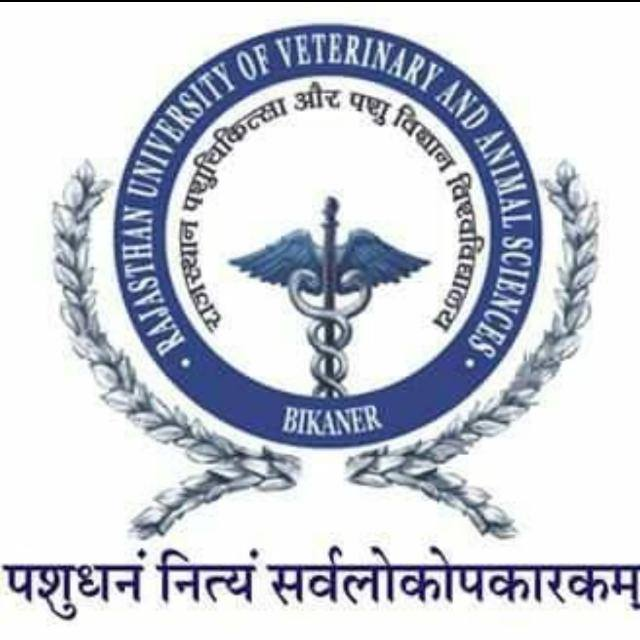 • RAJASTHAN UNIVERSITY OF VETERINARY AND ANIMAL SCIENCES •
राजस्थान पशुचिकित्सा और पशु विज्ञान विश्वविद्यालय
BIKANER
पशुधनं नित्यं सर्वलोकोपकारकम्